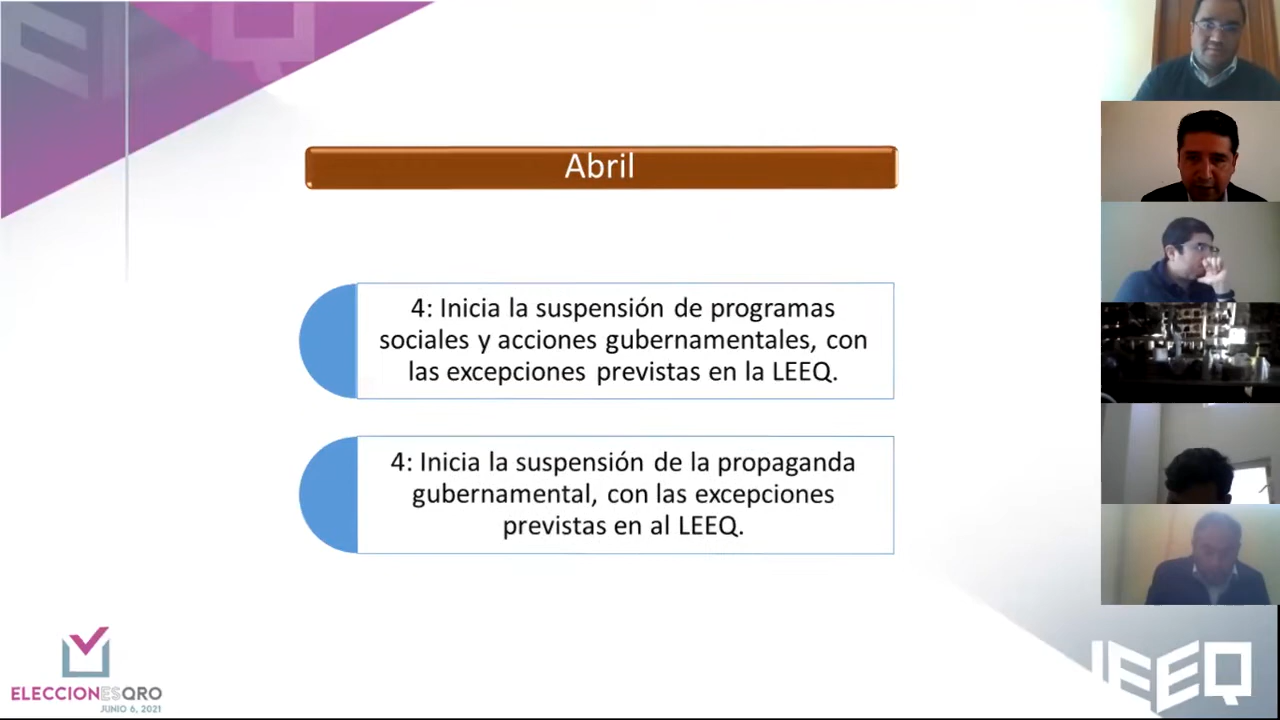 Abril
4: Inicia la suspensión de programas
sociales y acciones gubernamentales, con
las excepciones previstas en la LEEQ.
4: Inicia la suspensión de la propaganda
gubernamental, con las excepciones
previstas en al LEEQ.
ELECCIONESQRO
JUNIO 6, 2021
IEEQ